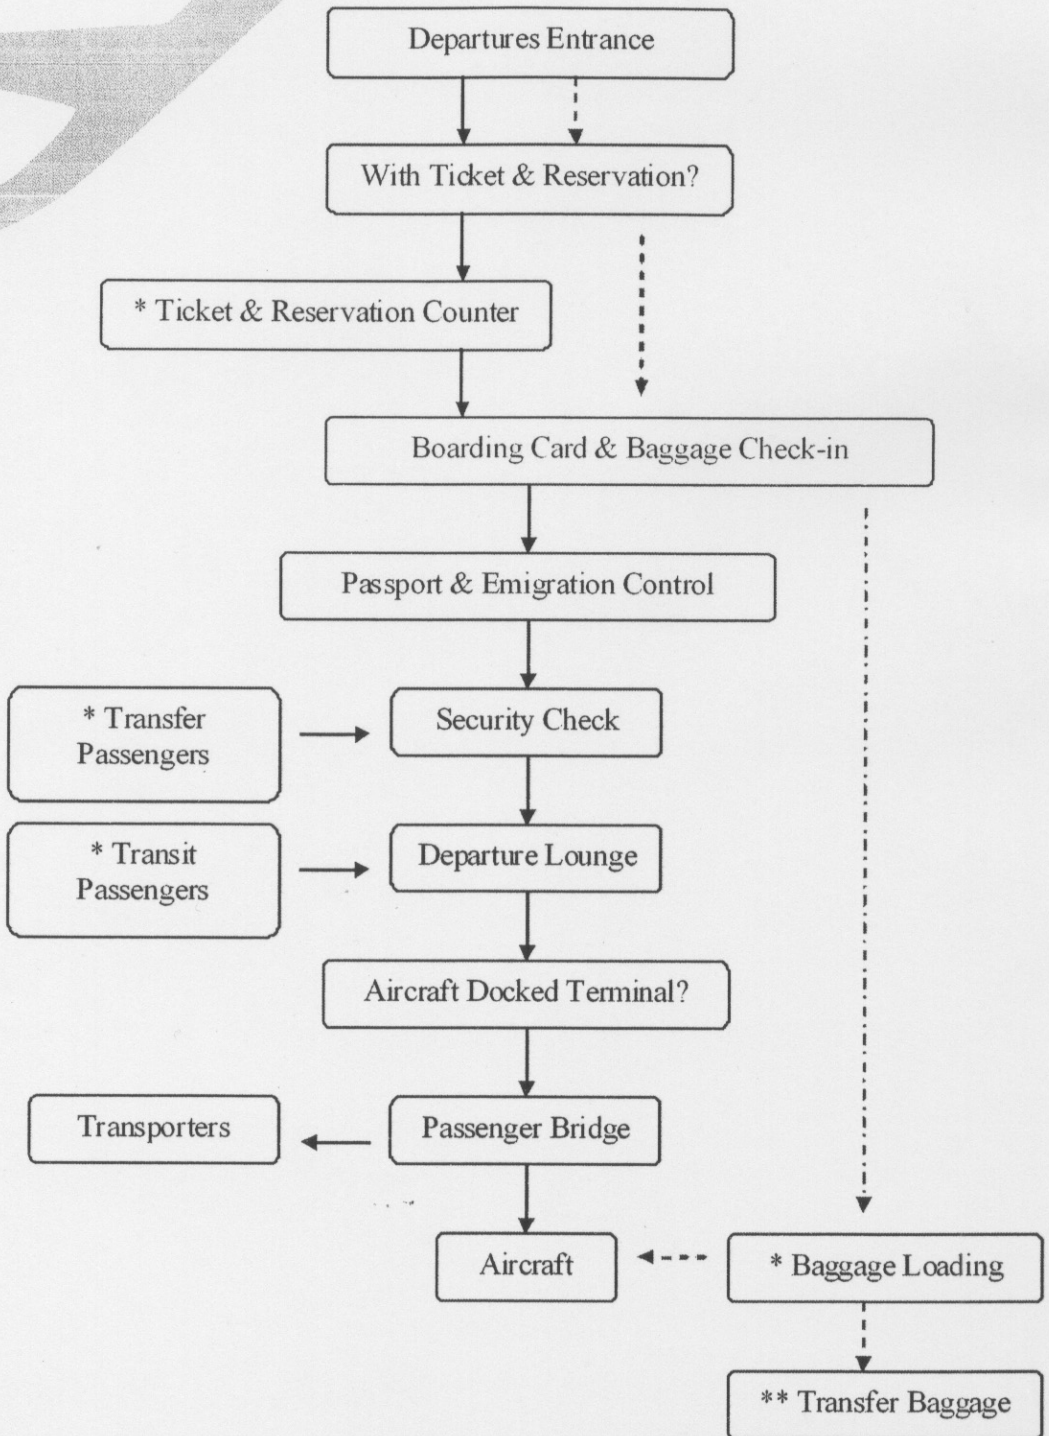 Departures Entrance
With Ticket & Reservation?
* Ticket & Reservation Counter
Boarding Card & Baggage Check-in
Passport & Emigration Control
* Transfer
Passengers
Security Check
* Transit
Passengers
Departure Lounge
Aircraft Docked Terminal?
Transporters
Passenger Bridge
Aircraft
* Baggage Loading
** Transfer Baggage